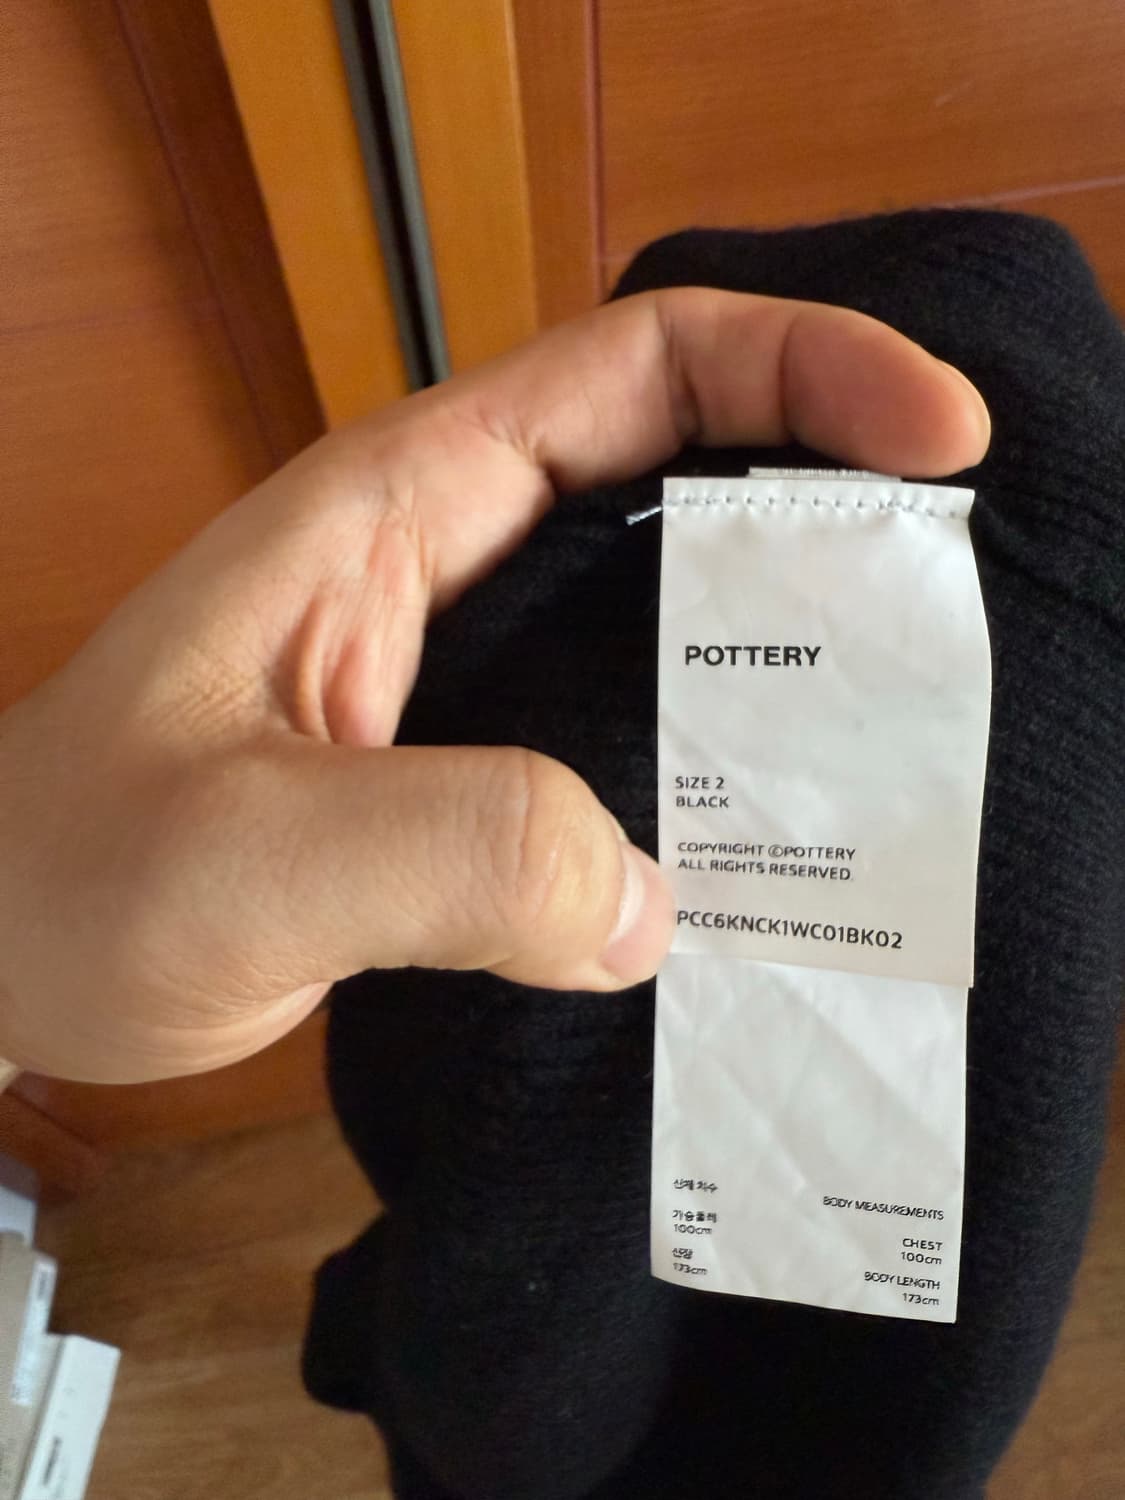 POTTERY
SIZE 2
BLACK
COPYRIGHT ©POTTERY
ALL RIGHTS RESERVED.
PCC6KNCK1WC01BK02
신체 치수
BODY MEASUREMENTS
가슴둘레
100cm
CHEST
100cm
신장
173cm
BODY LENGTH
173cm